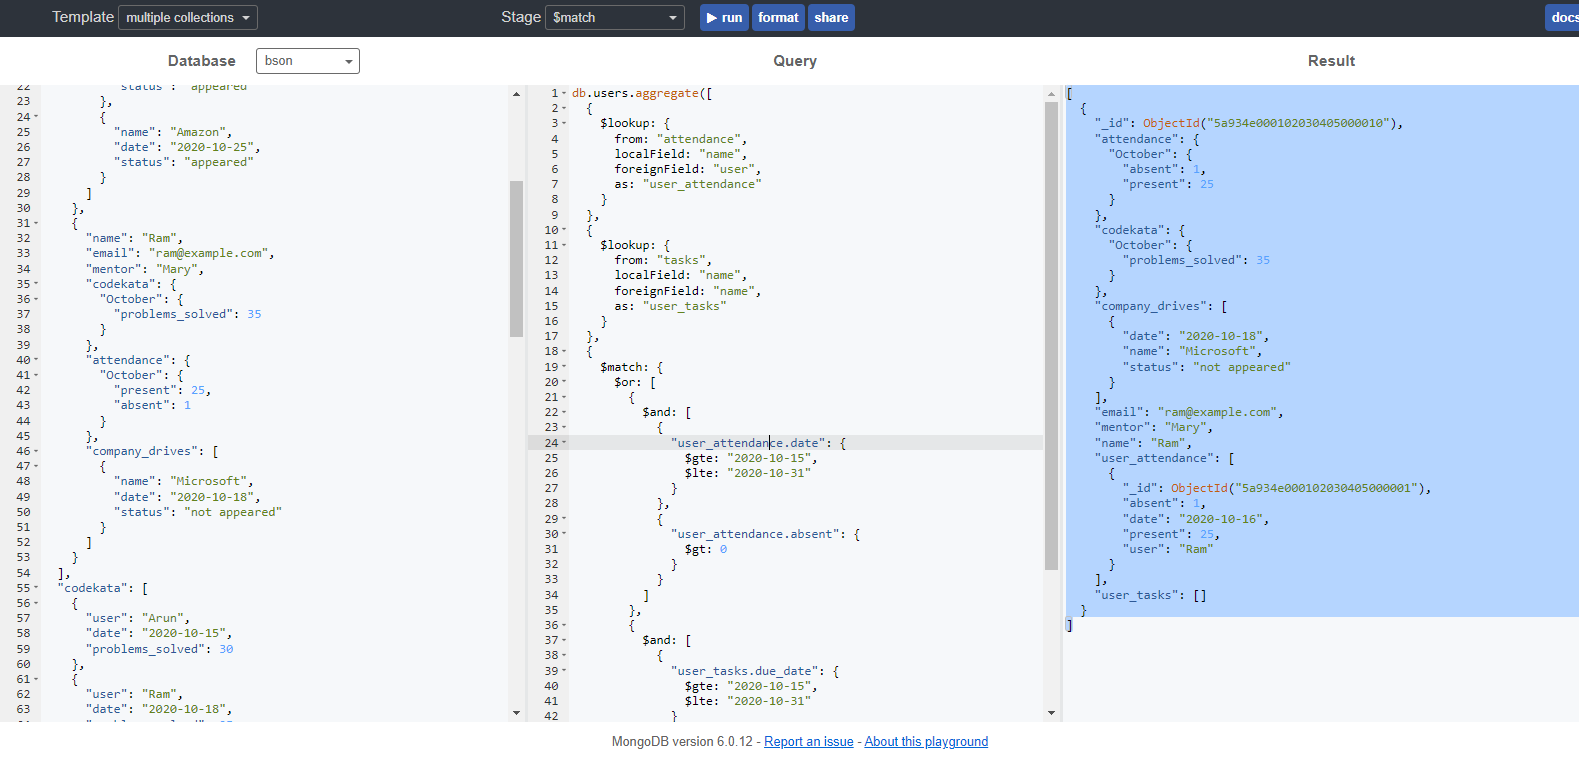 Template multiple collections Stage $match run format share docs
Database bson Query Result
22 status : "appeared"
23 },
24 {
25 "name": "Amazon",
26 "date": "2020-10-25",
27 "status": "appeared"
28 }
29 ]
30 },
31 {
32 "name": "Ram",
33 "email": "ram@example.com",
34 "mentor": "Mary",
35 "codekata": {
36 "October": {
37 "problems_solved": 35
38 }
39 },
40 "attendance": {
41 "October": {
42 "present": 25,
43 "absent": 1
44 }
45 },
46 "company_drives": [
47 {
48 "name": "Microsoft",
49 "date": "2020-10-18",
50 "status": "not appeared"
51 }
52 ]
53 }
54 ],
55 "codekata": [
56 {
57 "user": "Arun",
58 "date": "2020-10-15",
59 "problems_solved": 30
60 },
61 {
62 "user": "Ram",
63 "date": "2020-10-18",
1 db.users.aggregate([
2 {
3 $lookup: {
4 from: "attendance",
5 localField: "name",
6 foreignField: "user",
7 as: "user_attendance"
8 }
9 },
10 {
11 $lookup: {
12 from: "tasks",
13 localField: "name",
14 foreignField: "name",
15 as: "user_tasks"
16 }
17 },
18 {
19 $match: {
20 $or: [
21 {
22 $and: [
23 {
24 "user_attendance.date": {
25 $gte: "2020-10-15",
26 $lte: "2020-10-31"
27 }
28 },
29 {
30 "user_attendance.absent": {
31 $gt: 0
32 }
33 }
34 ]
35 },
36 {
37 $and: [
38 {
39 "user_tasks.due_date": {
40 $gte: "2020-10-15",
41 $lte: "2020-10-31"
42 }
[
{
"_id": ObjectId("5a934e000102030405000010"),
"attendance": {
"October": {
"absent": 1,
"present": 25
}
},
"codekata": {
"October": {
"problems_solved": 35
}
},
"company_drives": [
{
"date": "2020-10-18",
"name": "Microsoft",
"status": "not appeared"
}
],
"email": "ram@example.com",
"mentor": "Mary",
"name": "Ram",
"user_attendance": [
{
"_id": ObjectId("5a934e000102030405000001"),
"absent": 1,
"date": "2020-10-16",
"present": 25,
"user": "Ram"
}
],
"user_tasks": []
}
]
MongoDB version 6.0.12 - Report an issue - About this playground